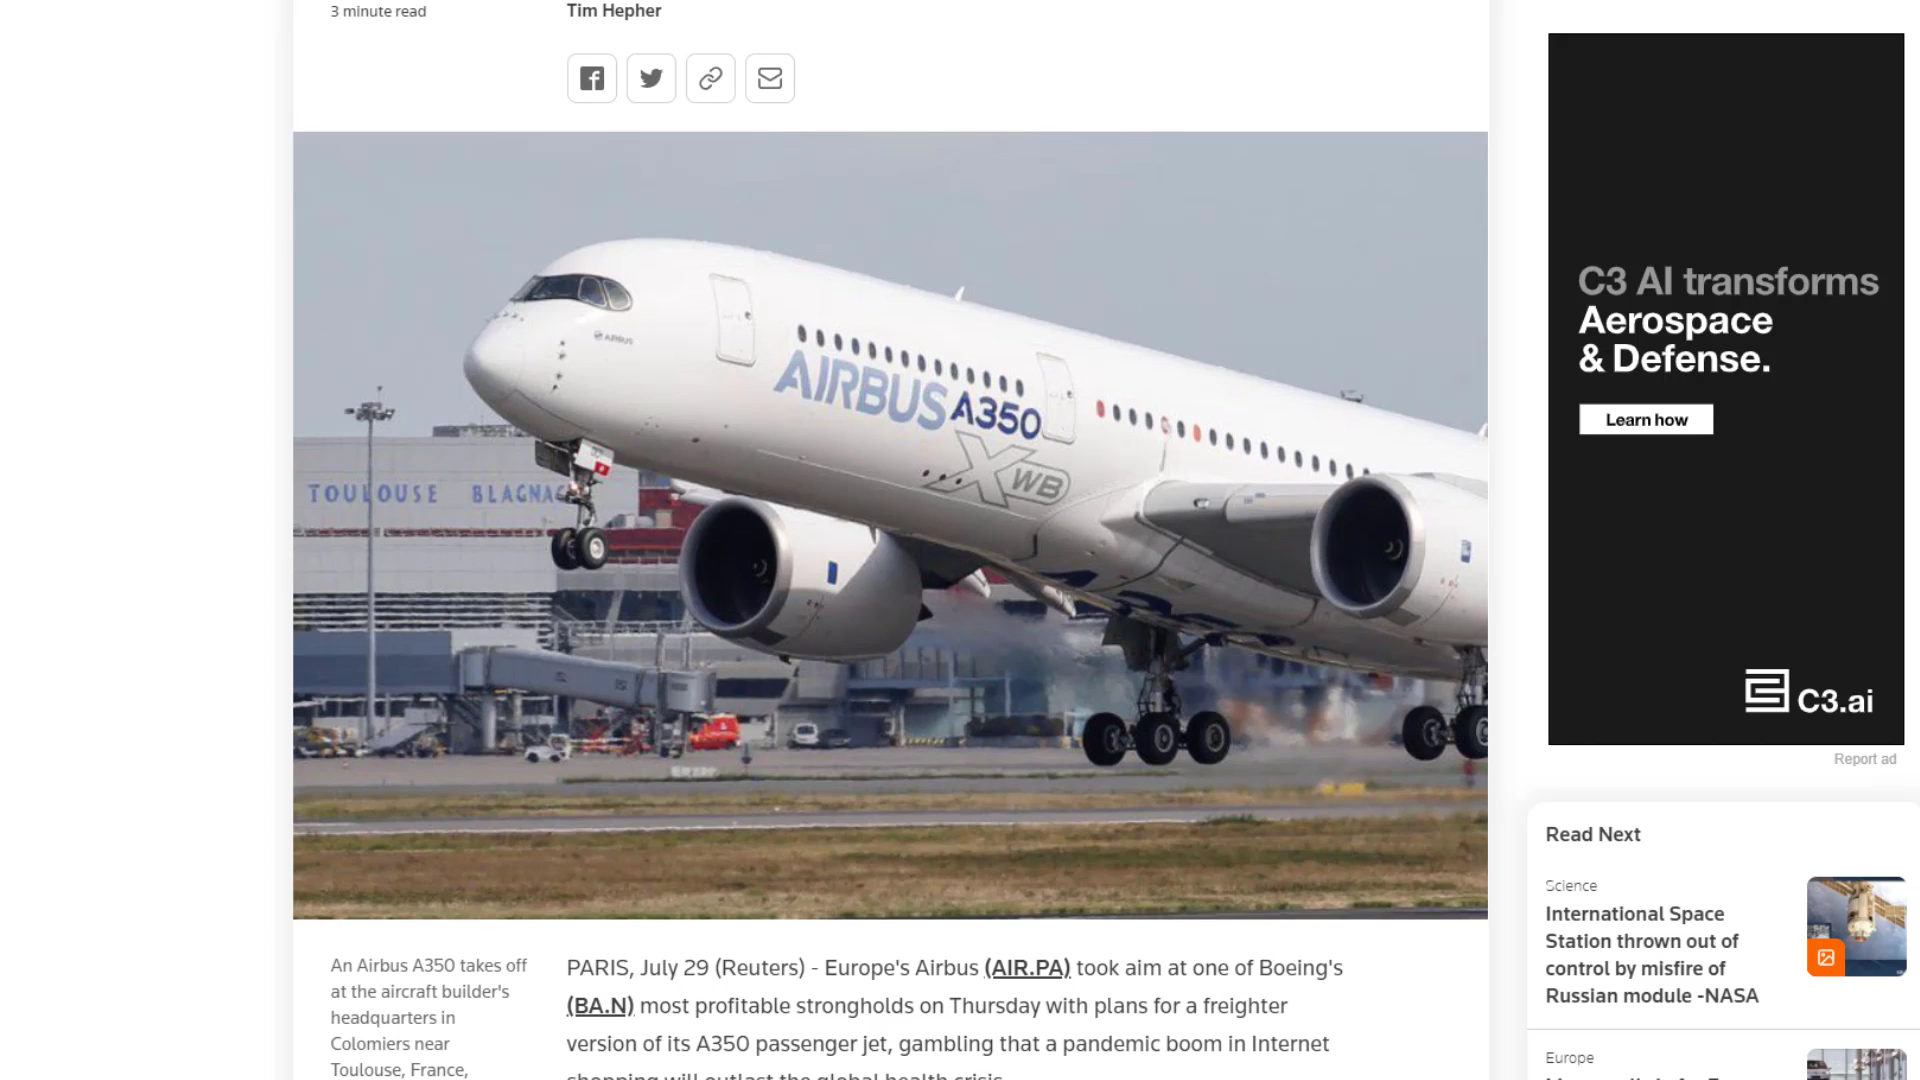 3 minute read
Tim Hepher
AIRBUS
AIRBUS A350
XWB
TOULOUSE BLAGNA
C3 AI transforms
Aerospace
& Defense.
Learn how
C3.ai
Report ad
Read Next
Science
International Space
Station thrown out of
control by misfire of
Russian module -NASA
Europe
An Airbus A350 takes off
at the aircraft builder's
headquarters in
Colomiers near
Toulouse, France,
PARIS, July 29 (Reuters) - Europe's Airbus (AIR.PA) took aim at one of Boeing's
(BA.N) most profitable strongholds on Thursday with plans for a freighter
version of its A350 passenger jet, gambling that a pandemic boom in Internet
shopping will outlast the global health crisis.